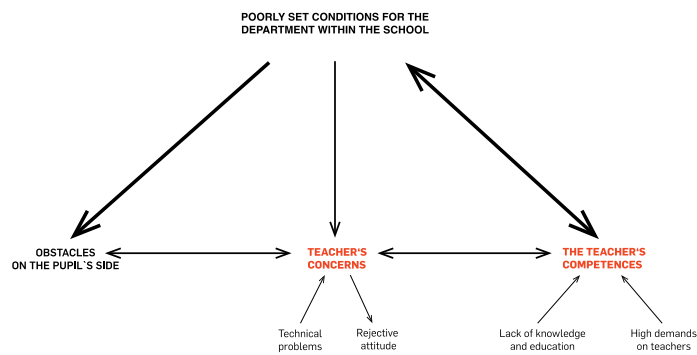 POORLY SET CONDITIONS FOR THE
DEPARTMENT WITHIN THE SCHOOL
OBSTACLES
ON THE PUPIL`S SIDE
TEACHER'S
CONCERNS
THE TEACHER'S
COMPETENCES
Technical
problems
Rejective
attitude
Lack of knowledge
and education
High demands
on teachers